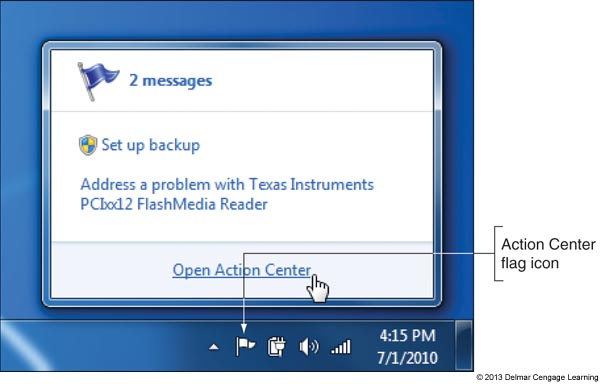 2 messages
Set up backup
Address a problem with Texas Instruments
PCIxx12 FlashMedia Reader
Open Action Center
Action Center
flag icon
4:15 PM
7/1/2010
© 2013 Delmar Cengage Learning